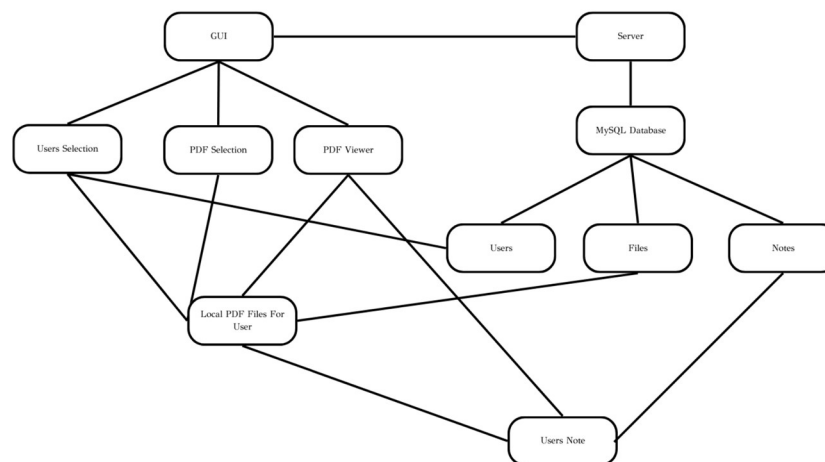 GUI
Server
MySQL Database
Users Selection
PDF Selection
PDF Viewer
Users
Files
Notes
Local PDF Files For
User
Users Note